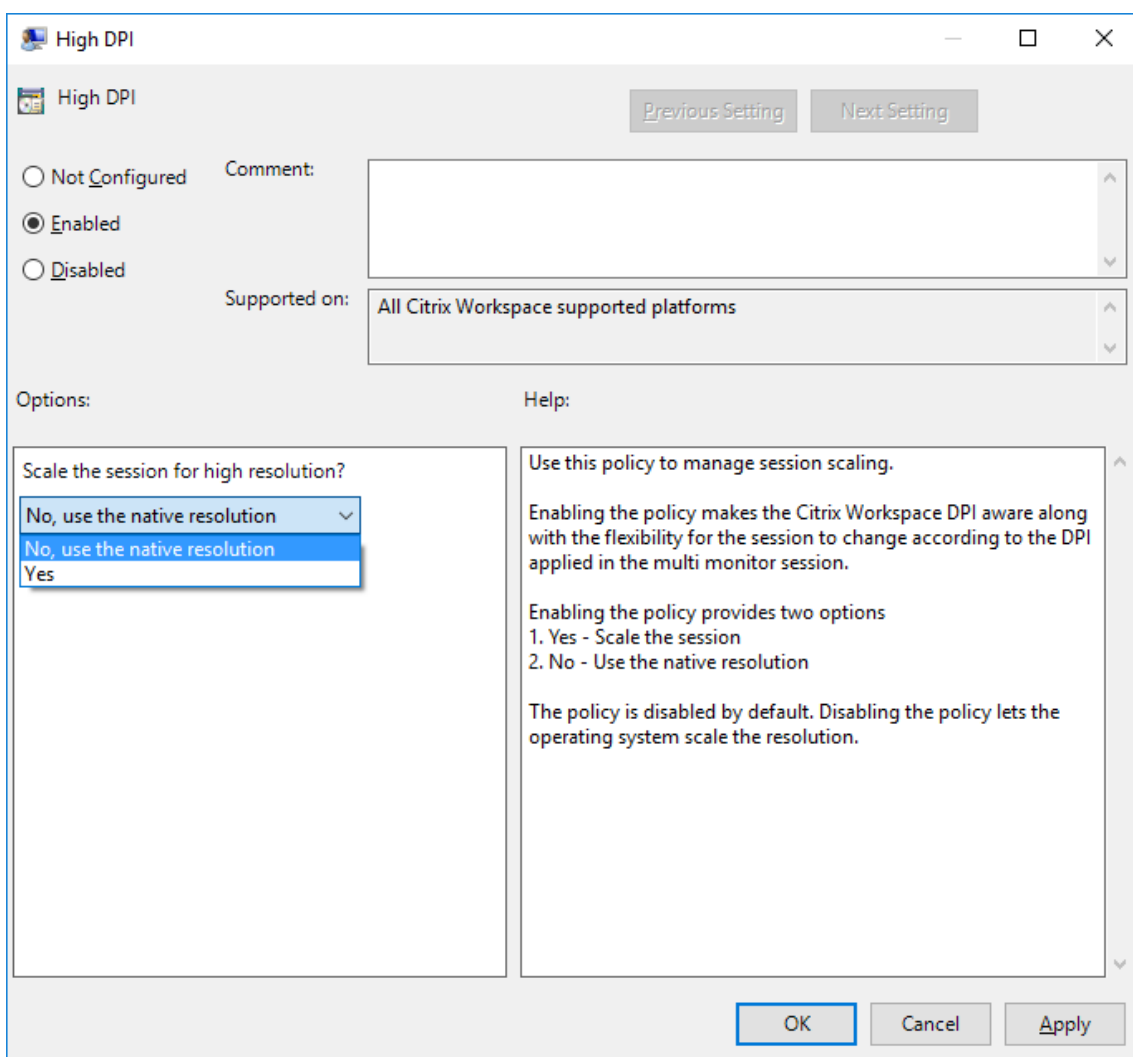 High DPI
High DPI
Previous Setting
Next Setting
Not Configured
Comment:
Enabled
Disabled
Supported on:
All Citrix Workspace supported platforms
Options:
Help:
Scale the session for high resolution?
No, use the native resolution
No, use the native resolution
Yes
Use this policy to manage session scaling.
Enabling the policy makes the Citrix Workspace DPI aware along
with the flexibility for the session to change according to the DPI
applied in the multi monitor session.
Enabling the policy provides two options
1. Yes - Scale the session
2. No - Use the native resolution
The policy is disabled by default. Disabling the policy lets the
operating system scale the resolution.
OK
Cancel
Apply